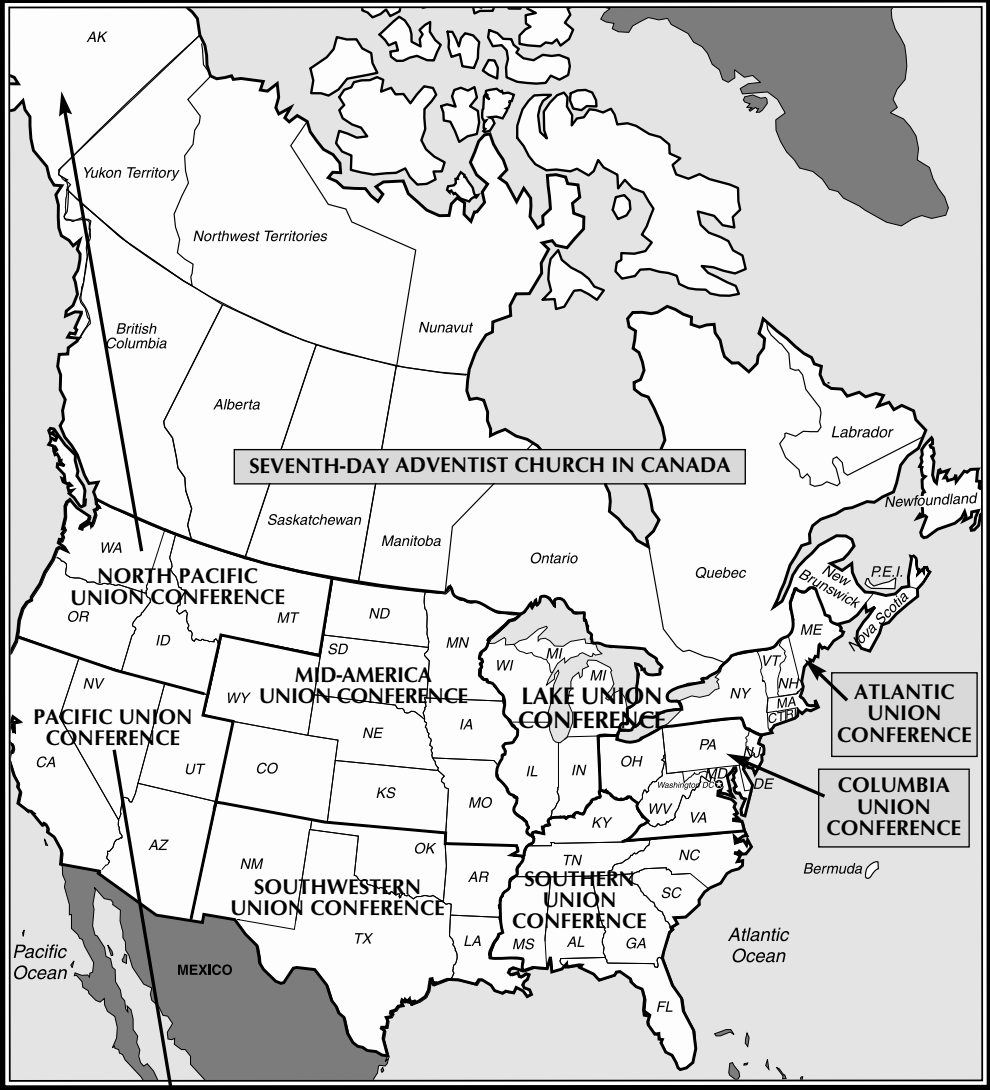 AK
Yukon Territory
Northwest Territories
Nunavut
British
Columbia
Alberta
Labrador
SEVENTH-DAY ADVENTIST CHURCH IN CANADA
Newfoundland
Saskatchewan
Manitoba
Ontario
Quebec
P.E.I.
New
Brunswick
Nova Scotia
WA
NORTH PACIFIC
UNION CONFERENCE
OR
MT
ID
ND
SD
MN
WI
MI
MI
ME
VT
NH
NY
MA
CT
RI
NV
WY
MID-AMERICA
UNION CONFERENCE
LAKE UNION
CONFERENCE
ATLANTIC
UNION
CONFERENCE
PACIFIC UNION
CONFERENCE
IA
NE
CA
UT
CO
KS
MO
IL
IN
OH
PA
NJ
MD
Washington DC
DE
WV
VA
KY
COLUMBIA
UNION
CONFERENCE
AZ
NM
OK
AR
TN
NC
SC
Bermuda
SOUTHWESTERN
UNION CONFERENCE
SOUTHERN
UNION
CONFERENCE
TX
LA
MS
AL
GA
FL
Pacific
Ocean
MEXICO
Atlantic
Ocean